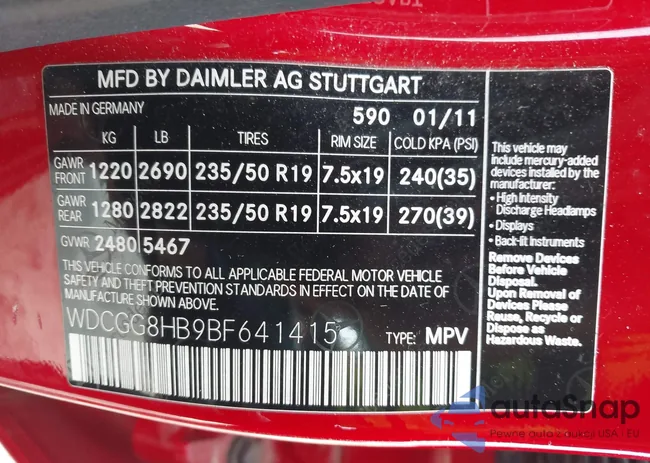 MFD BY DAIMLER AG STUTTGART
MADE IN GERMANY 590 01/11
KG LB TIRES RIM SIZE COLD KPA (PSI)
GAWR FRONT 1220 2690 235/50 R19 7.5x19 240(35)
GAWR REAR 1280 2822 235/50 R19 7.5x19 270(39)
GVWR 2480 5467
THIS VEHICLE CONFORMS TO ALL APPLICABLE FEDERAL MOTOR VEHICLE
SAFETY AND THEFT PREVENTION STANDARDS IN EFFECT ON THE DATE
OF MANUFACTURE SHOWN ABOVE.
WDCGG8HB9BF641415 TYPE: MPV
This vehicle may
include mercury-added
devices installed by the
manufacturer:
• High Intensity
Discharge Headlamps
• Displays
• Back-lit Instruments
Remove Devices
Before Vehicle
Disposal.
Upon Removal of
Devices Please
Reuse, Recycle or
Dispose as
Hazardous Waste.
autoSnap
Pewne auta z aukcji USA - EU